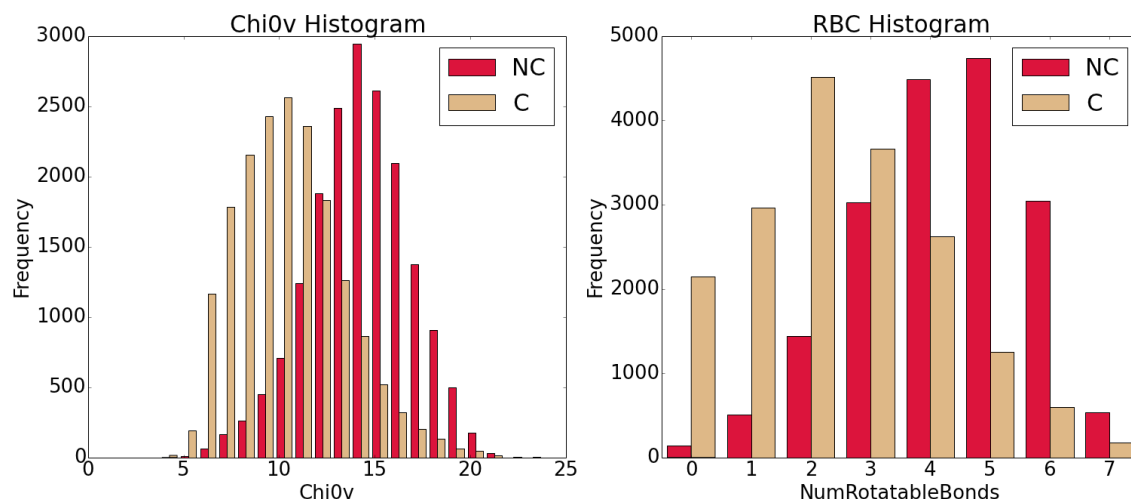 Chi0v Histogram
3000
2500
2000
1500
1000
500
0
Frequency
NC
C
0 5 10 15 20 25
Chi0v
RBC Histogram
5000
4000
3000
2000
1000
0
Frequency
NC
C
0 1 2 3 4 5 6 7
NumRotatableBonds